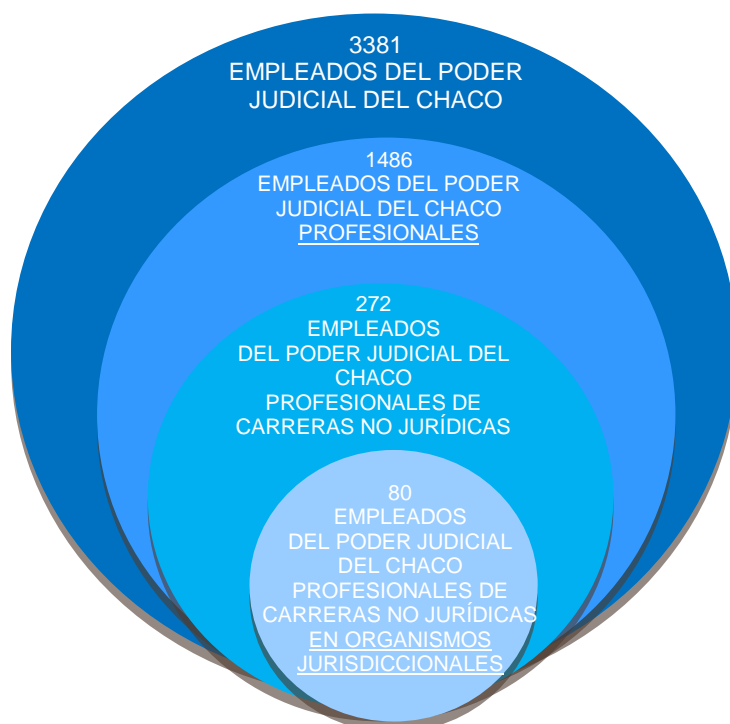 3381
EMPLEADOS DEL PODER
JUDICIAL DEL CHACO
1486
EMPLEADOS DEL PODER
JUDICIAL DEL CHACO
PROFESIONALES
272
EMPLEADOS
DEL PODER JUDICIAL DEL
CHACO
PROFESIONALES DE
CARRERAS NO JURÍDICAS
80
EMPLEADOS
DEL PODER JUDICIAL
DEL CHACO
PROFESIONALES DE
CARRERAS NO JURÍDICAS
EN ORGANISMOS
JURISDICCIONALES